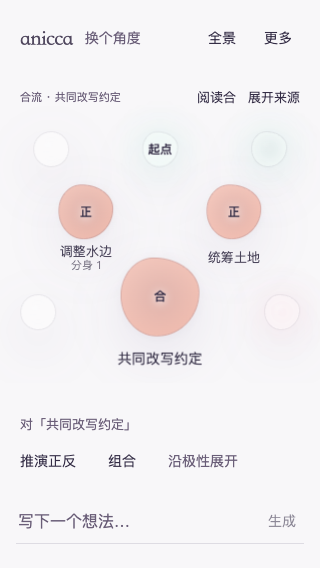 anicca 换个角度 全景 更多
合流 · 共同改写约定 阅读合 展开来源
起点
正 正
调整水边 统筹土地
分身 1
合
共同改写约定
对「共同改写约定」
推演正反 组合 沿极性展开
写下一个想法… 生成